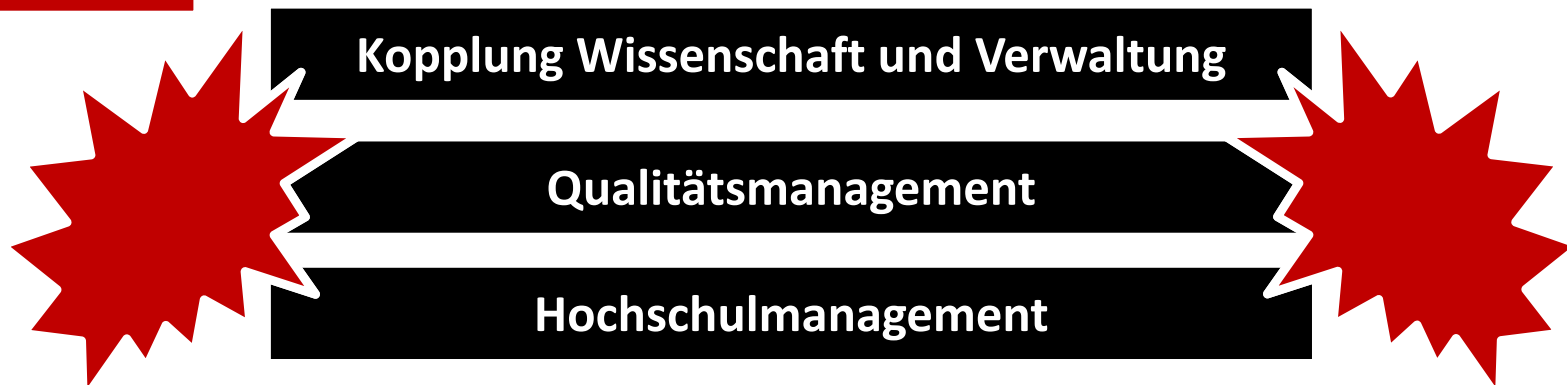 Kopplung Wissenschaft und Verwaltung
Qualitätsmanagement
Hochschulmanagement